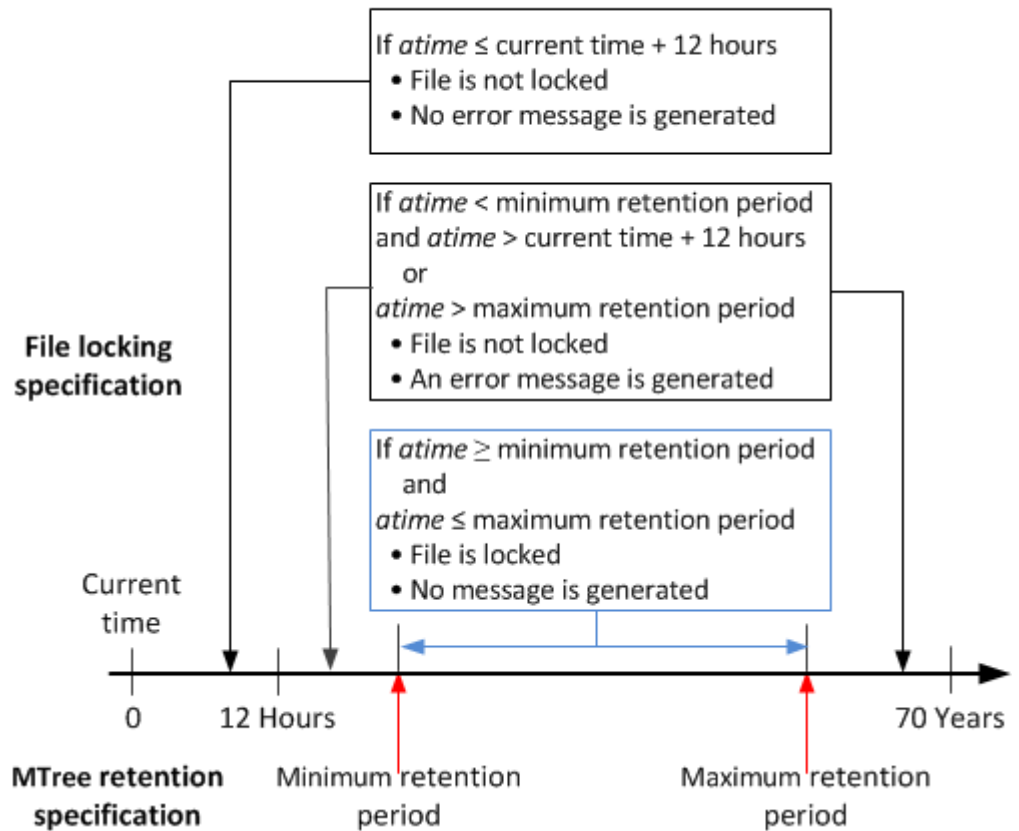 If atime ≤ current time + 12 hours
• File is not locked
• No error message is generated
If atime < minimum retention period
and atime > current time + 12 hours
or
atime > maximum retention period
• File is not locked
• An error message is generated
File locking
specification
If atime ≥ minimum retention period
and
atime ≤ maximum retention period
• File is locked
• No message is generated
Current
time
0
12 Hours
70 Years
MTree retention
specification
Minimum retention
period
Maximum retention
period